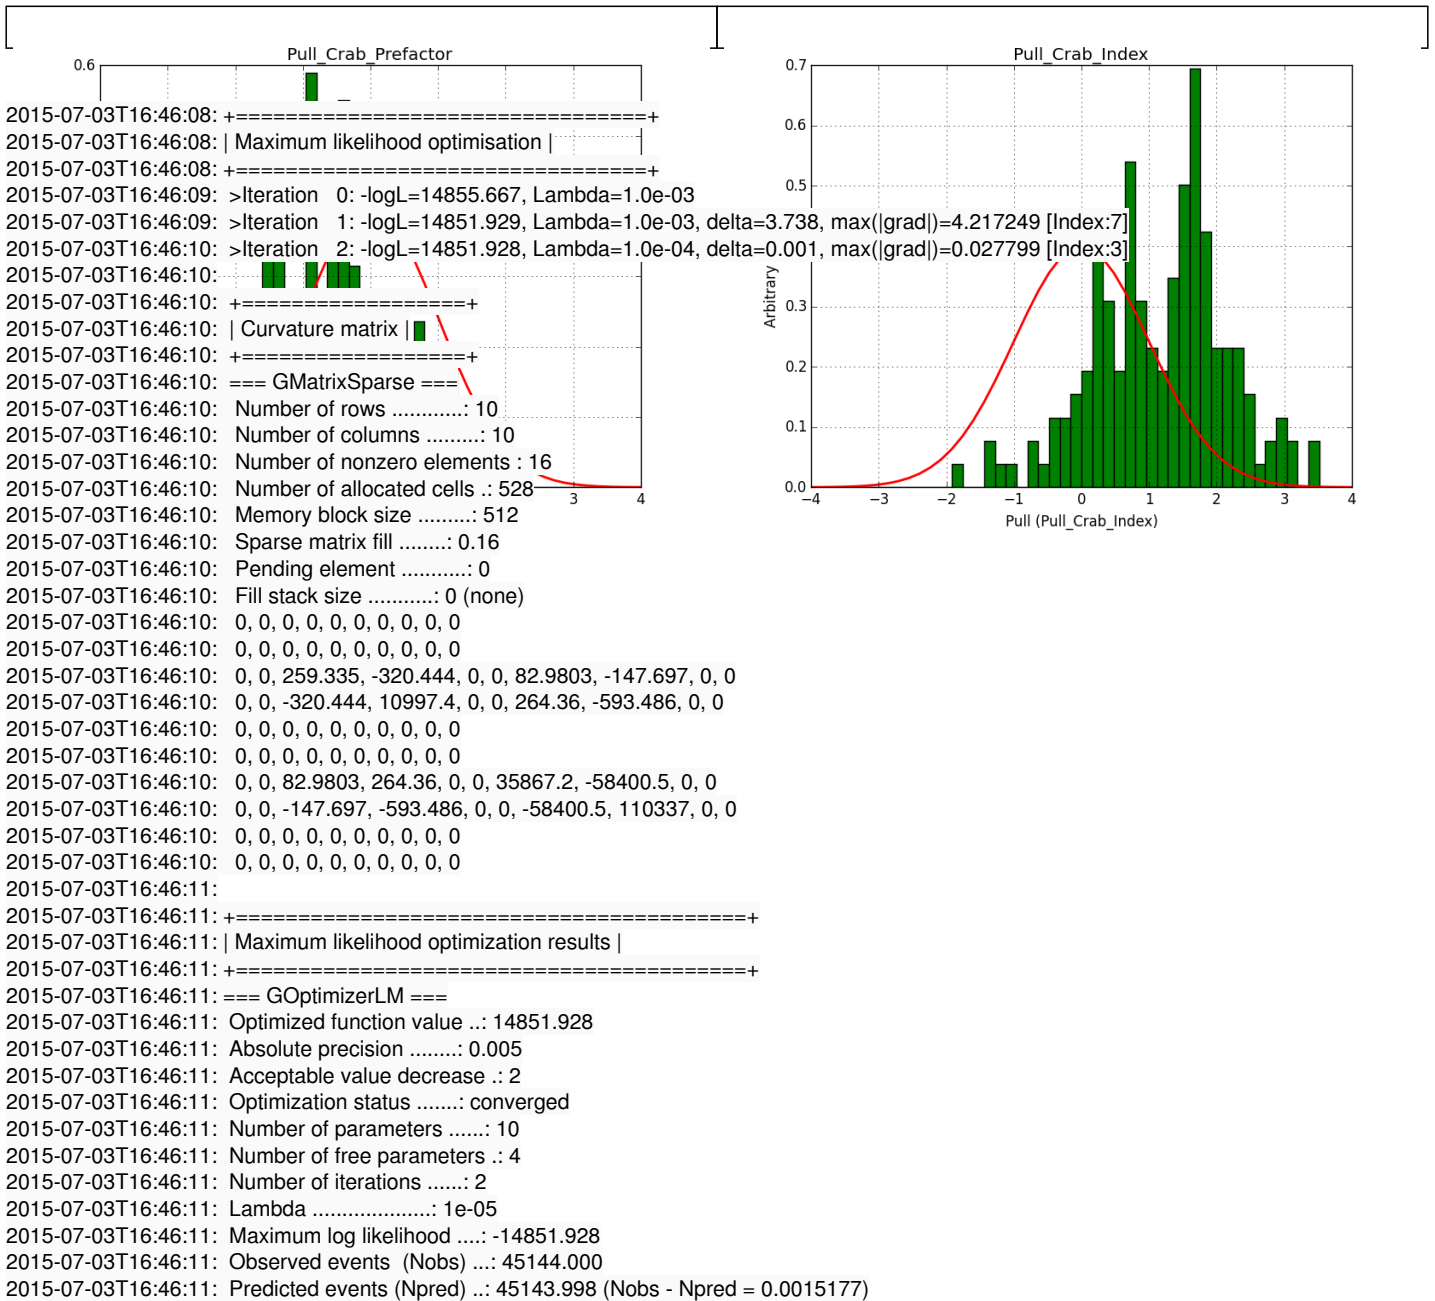 Pull_Crab_Prefactor
0.6
3
4
Pull_Crab_Index
0.7
0.6
0.5
0.3
0.2
0.1
0.0
−4
−3
−2
−1
0
1
2
3
4
Arbitrary
Pull (Pull_Crab_Index)
2015-07-03T16:46:08: +=================================+
2015-07-03T16:46:08: | Maximum likelihood optimisation |
2015-07-03T16:46:08: +=================================+
2015-07-03T16:46:09: >Iteration 0: -logL=14855.667, Lambda=1.0e-03
2015-07-03T16:46:09: >Iteration 1: -logL=14851.929, Lambda=1.0e-03, delta=3.738, max(|grad|)=4.217249 [Index:7]
2015-07-03T16:46:10: >Iteration 2: -logL=14851.928, Lambda=1.0e-04, delta=0.001, max(|grad|)=0.027799 [Index:3]
2015-07-03T16:46:10:
2015-07-03T16:46:10: +==================+
2015-07-03T16:46:10: | Curvature matrix |
2015-07-03T16:46:10: +==================+
2015-07-03T16:46:10: === GMatrixSparse ===
2015-07-03T16:46:10: Number of rows ............: 10
2015-07-03T16:46:10: Number of columns .........: 10
2015-07-03T16:46:10: Number of nonzero elements : 16
2015-07-03T16:46:10: Number of allocated cells .: 528
2015-07-03T16:46:10: Memory block size .........: 512
2015-07-03T16:46:10: Sparse matrix fill ........: 0.16
2015-07-03T16:46:10: Pending element ...........: 0
2015-07-03T16:46:10: Fill stack size ...........: 0 (none)
2015-07-03T16:46:10: 0, 0, 0, 0, 0, 0, 0, 0, 0, 0
2015-07-03T16:46:10: 0, 0, 0, 0, 0, 0, 0, 0, 0, 0
2015-07-03T16:46:10: 0, 0, 259.335, -320.444, 0, 0, 82.9803, -147.697, 0, 0
2015-07-03T16:46:10: 0, 0, -320.444, 10997.4, 0, 0, 264.36, -593.486, 0, 0
2015-07-03T16:46:10: 0, 0, 0, 0, 0, 0, 0, 0, 0, 0
2015-07-03T16:46:10: 0, 0, 0, 0, 0, 0, 0, 0, 0, 0
2015-07-03T16:46:10: 0, 0, 82.9803, 264.36, 0, 0, 35867.2, -58400.5, 0, 0
2015-07-03T16:46:10: 0, 0, -147.697, -593.486, 0, 0, -58400.5, 110337, 0, 0
2015-07-03T16:46:10: 0, 0, 0, 0, 0, 0, 0, 0, 0, 0
2015-07-03T16:46:10: 0, 0, 0, 0, 0, 0, 0, 0, 0, 0
2015-07-03T16:46:11:
2015-07-03T16:46:11: +=========================================+
2015-07-03T16:46:11: | Maximum likelihood optimization results |
2015-07-03T16:46:11: +=========================================+
2015-07-03T16:46:11: === GOptimizerLM ===
2015-07-03T16:46:11: Optimized function value ..: 14851.928
2015-07-03T16:46:11: Absolute precision ........: 0.005
2015-07-03T16:46:11: Acceptable value decrease .: 2
2015-07-03T16:46:11: Optimization status .......: converged
2015-07-03T16:46:11: Number of parameters ......: 10
2015-07-03T16:46:11: Number of free parameters .: 4
2015-07-03T16:46:11: Number of iterations ......: 2
2015-07-03T16:46:11: Lambda ....................: 1e-05
2015-07-03T16:46:11: Maximum log likelihood ....: -14851.928
2015-07-03T16:46:11: Observed events (Nobs) ...: 45144.000
2015-07-03T16:46:11: Predicted events (Npred) ..: 45143.998 (Nobs - Npred = 0.0015177)